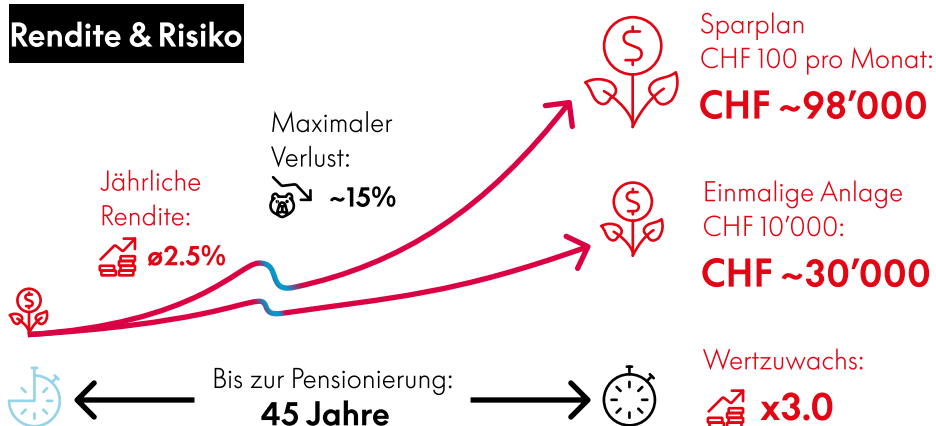 Rendite & Risiko
Sparplan
CHF 100 pro Monat:
CHF ~98’000
Maximaler
Verlust:
~15%
Jährliche
Rendite:
ø2.5%
Einmalige Anlage
CHF 10’000:
CHF ~30’000
Bis zur Pensionierung:
45 Jahre
Wertzuwachs:
x3.0